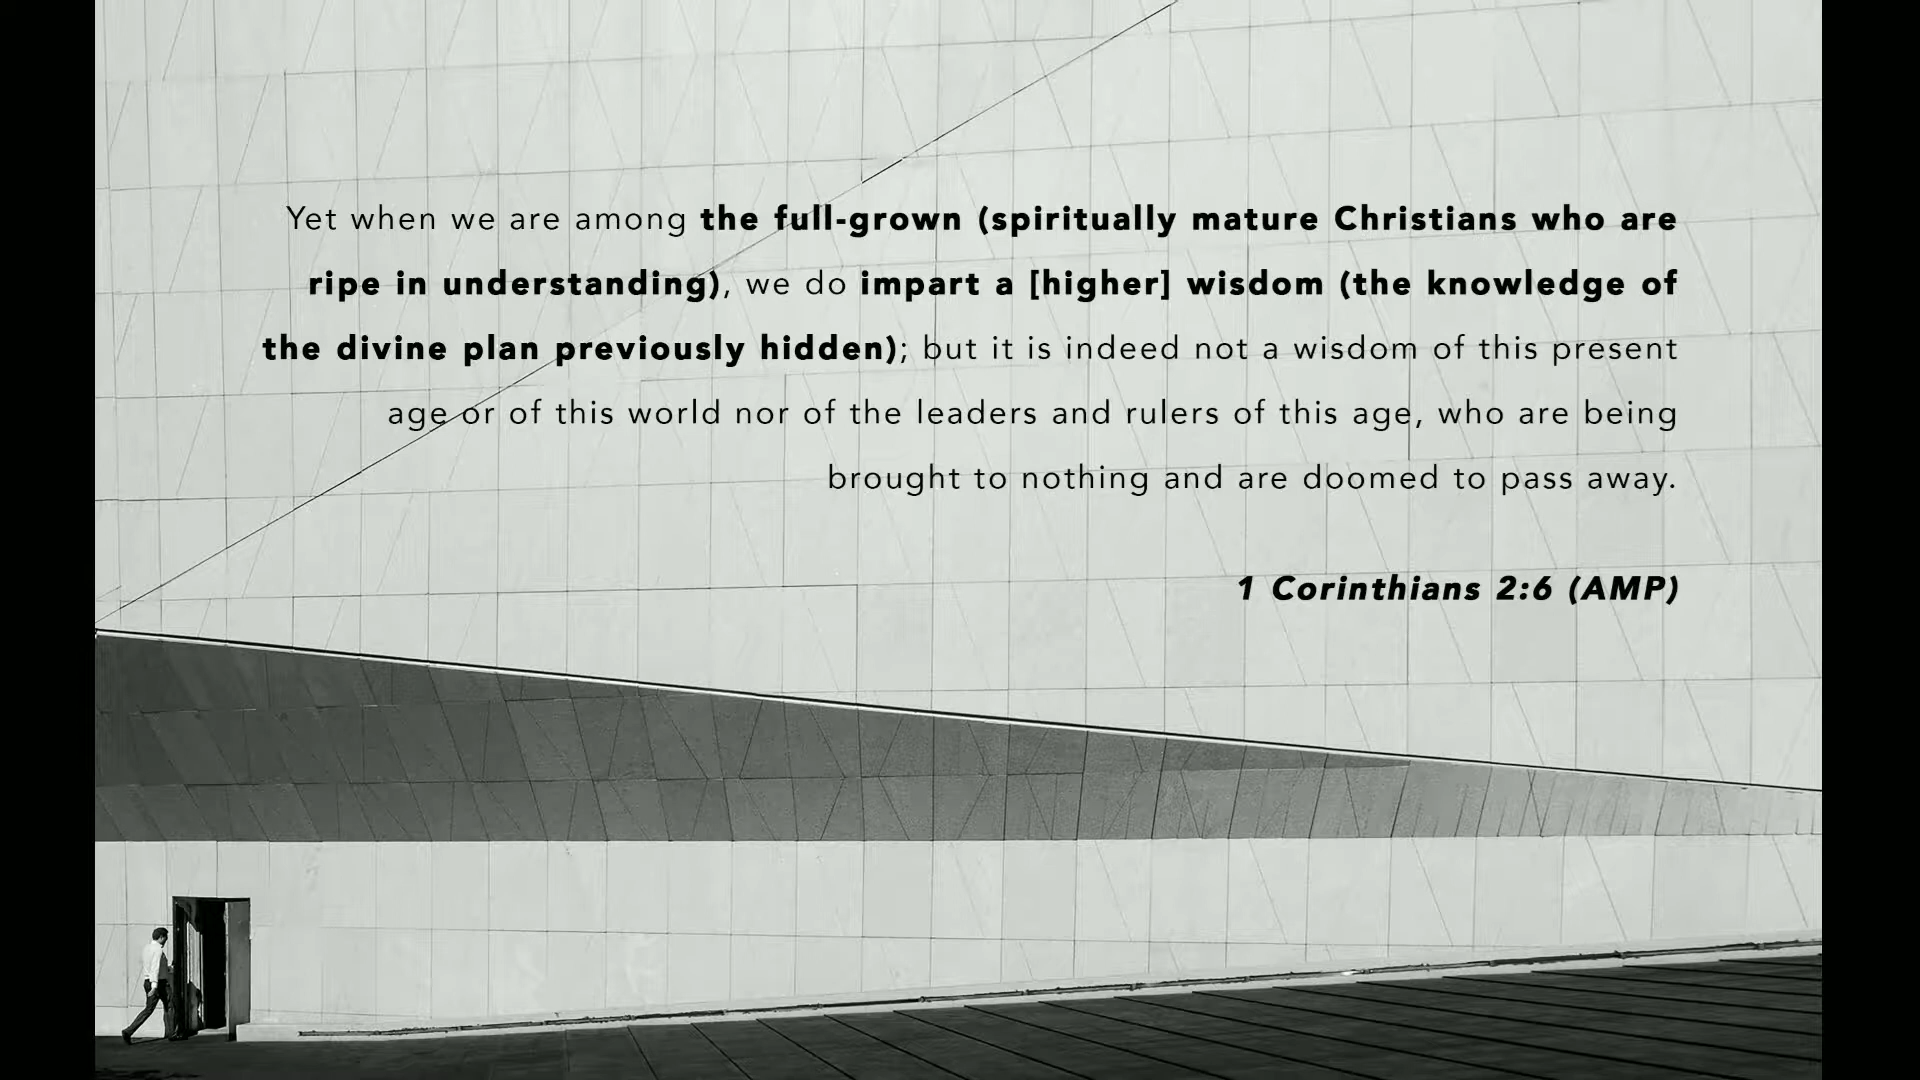 Yet when we are among the full-grown (spiritually mature Christians who are
ripe in understanding), we do impart a [higher] wisdom (the knowledge of
the divine plan previously hidden); but it is indeed not a wisdom of this present
age or of this world nor of the leaders and rulers of this age, who are being
brought to nothing and are doomed to pass away.
1 Corinthians 2:6 (AMP)